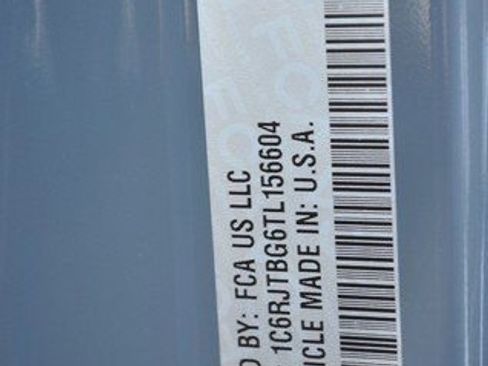 D BY: FCA US LLC
1C6RJTBG6TL156604
ICLE MADE IN: U.S.A.